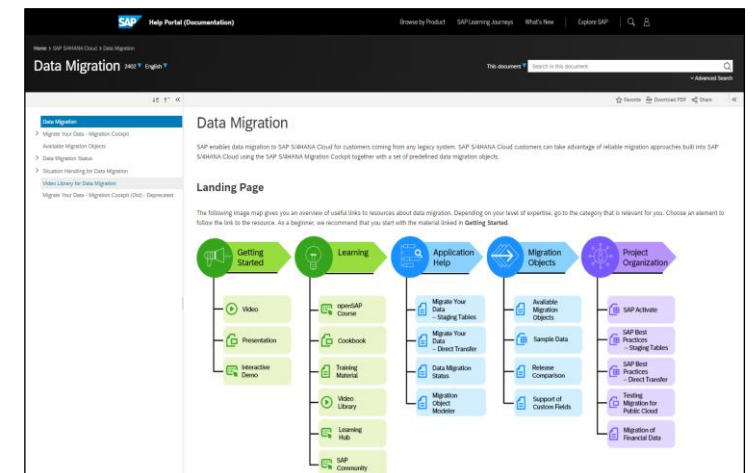 SAP Help Portal (Documentation)
Browse by Product SAP Learning Journeys What's New Explore SAP
Home > SAP S/4HANA Cloud > Data Migration
Data Migration 2402 English
This document Search in this document
Advanced Search
Favorite Download PDF Share
Data Migration
Migrate Your Data - Migration Cockpit
Available Migration Objects
Data Migration Status
Situation Handling for Data Migration
Video Library for Data Migration
Migrate Your Data - Migration Cockpit (Old) - Deprecated
Data Migration
SAP enables data migration to SAP S/4HANA Cloud for customers coming from any legacy system. SAP S/4HANA Cloud customers can take advantage of reliable migration approaches built into SAP
S/4HANA Cloud using the SAP S/4HANA Migration Cockpit together with a set of predefined data migration objects.
Landing Page
The following image map gives you an overview of useful links to resources about data migration. Depending on your level of expertise, go to the category that is relevant for you. Choose an element to
follow the link to the resource. As a beginner, we recommend that you start with the material linked in Getting Started.
Getting
Started
Video
Presentation
Interactive
Demo
Learning
openSAP
Course
Cookbook
Training
Material
Video
Library
Learning
Hub
SAP
Community
Application
Help
Migrate Your
Data
– Staging Tables
Migrate Your
Data
– Direct Transfer
Data Migration
Status
Migration
Object
Modeler
Migration
Objects
Available
Migration
Objects
Sample Data
Release
Comparison
Support of
Custom Fields
Project
Organization
SAP Activate
SAP Best
Practices
– Staging Tables
SAP Best
Practices
– Direct Transfer
Testing
Migration for
Public Cloud
Migration of
Financial Data